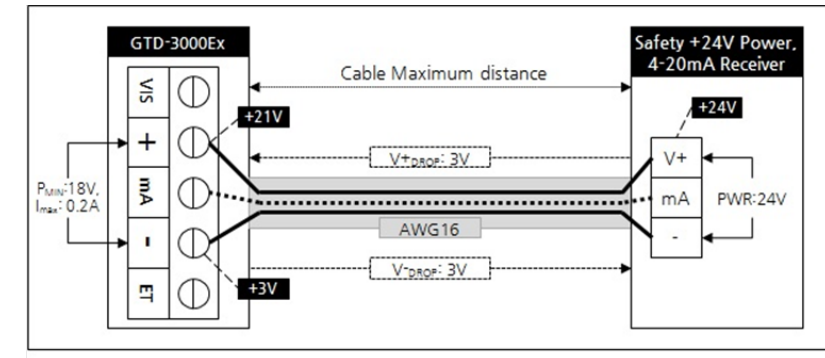 GTD-3000Ex
Safety +24V Power,
4-20mA Receiver
Cable Maximum distance
VIS
+
mA
-
ET
+21V
+24V
V+DROP: 3V
PMIN:18V,
Imax: 0.2A
V+
mA
-
PWR:24V
AWG16
V-DROP: 3V
+3V